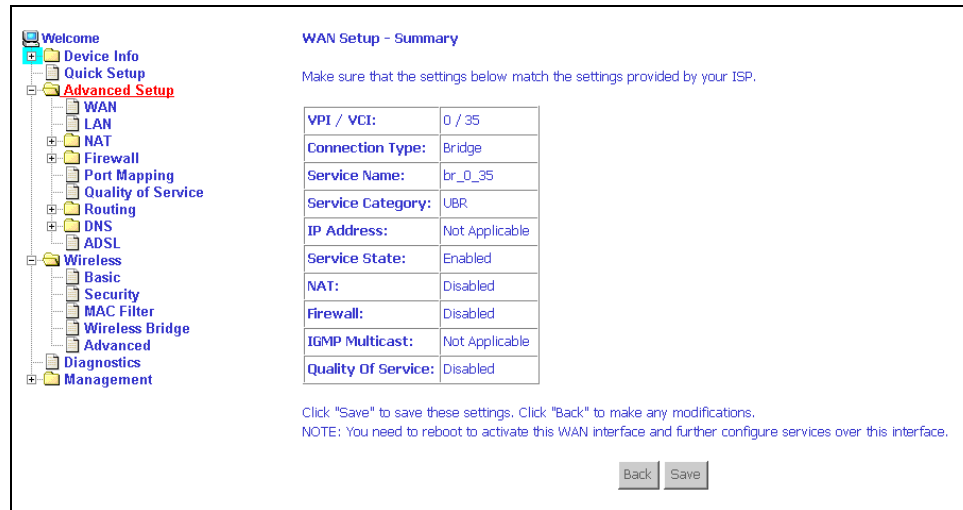 Welcome
Device Info
Quick Setup
Advanced Setup
WAN
LAN
NAT
Firewall
Port Mapping
Quality of Service
Routing
DNS
ADSL
Wireless
Basic
Security
MAC Filter
Wireless Bridge
Advanced
Diagnostics
Management
WAN Setup - Summary
Make sure that the settings below match the settings provided by your ISP.
VPI / VCI: 0 / 35
Connection Type: Bridge
Service Name: br_0_35
Service Category: UBR
IP Address: Not Applicable
Service State: Enabled
NAT: Disabled
Firewall: Disabled
IGMP Multicast: Not Applicable
Quality Of Service: Disabled
Click "Save" to save these settings. Click "Back" to make any modifications.
NOTE: You need to reboot to activate this WAN interface and further configure services over this interface.
Back Save